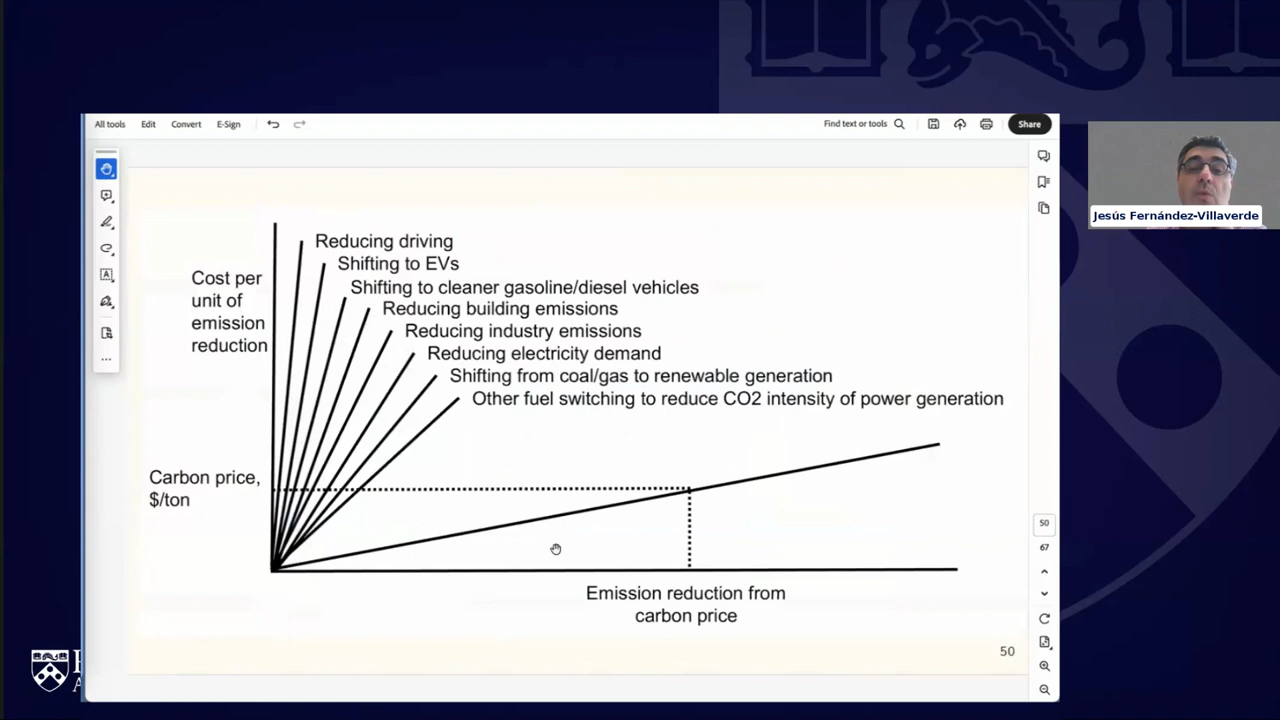 All tools Edit Convert E-Sign Find text or tools Share
Jesús Fernández-Villaverde
Cost per
unit of
emission
reduction
Reducing driving
Shifting to EVs
Shifting to cleaner gasoline/diesel vehicles
Reducing building emissions
Reducing industry emissions
Reducing electricity demand
Shifting from coal/gas to renewable generation
Other fuel switching to reduce CO2 intensity of power generation
Carbon price,
$/ton
Emission reduction from
carbon price
50
50
67